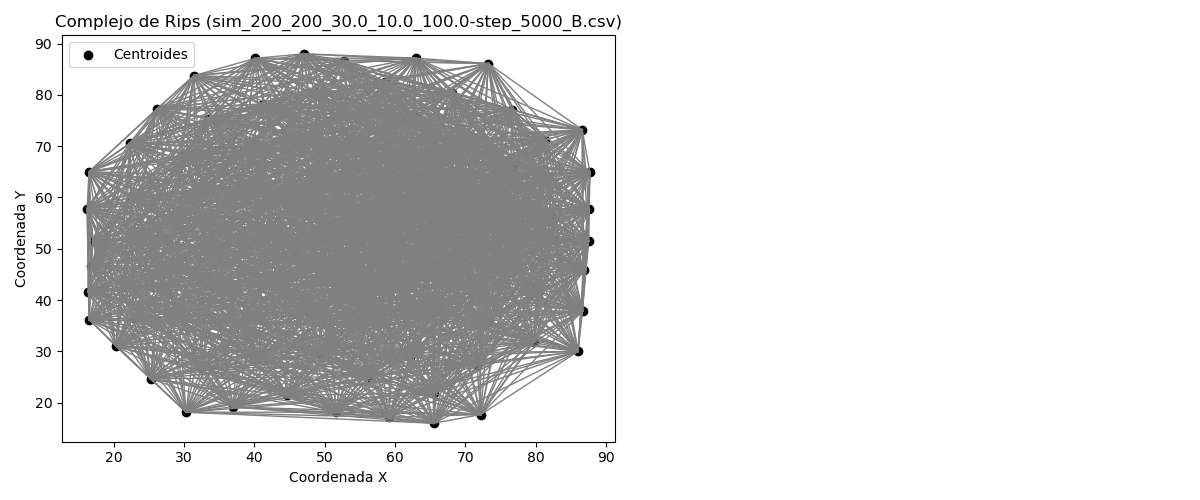 Complejo de Rips (sim_200_200_30.0_10.0_100.0-step_5000_B.csv)
Centroides
90
80
70
60
50
40
30
20
Coordenada Y
20 30 40 50 60 70 80 90
Coordenada X